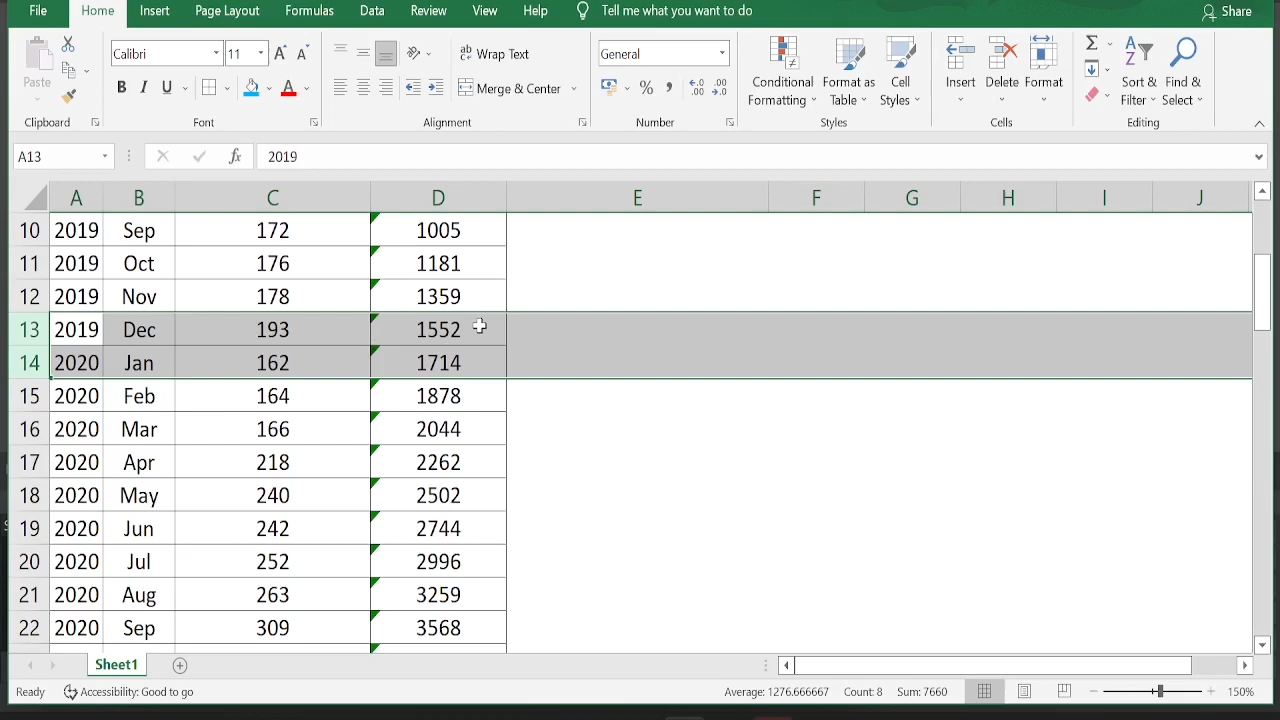 File Home Insert Page Layout Formulas Data Review View Help Tell me what you want to do Share
Calibri 11 Wrap Text General
Paste Conditional Format as Cell Insert Delete Format Sort & Find &
B I U Merge & Center % Formatting Table Styles Filter Select
Clipboard Font Alignment Number Styles Cells Editing
A13 fx 2019
A B C D E F G H I J
10 2019 Sep 172 1005
11 2019 Oct 176 1181
12 2019 Nov 178 1359
13 2019 Dec 193 1552
14 2020 Jan 162 1714
15 2020 Feb 164 1878
16 2020 Mar 166 2044
17 2020 Apr 218 2262
18 2020 May 240 2502
19 2020 Jun 242 2744
20 2020 Jul 252 2996
21 2020 Aug 263 3259
22 2020 Sep 309 3568
Sheet1
Ready Accessibility: Good to go Average: 1276.666667 Count: 8 Sum: 7660 150%